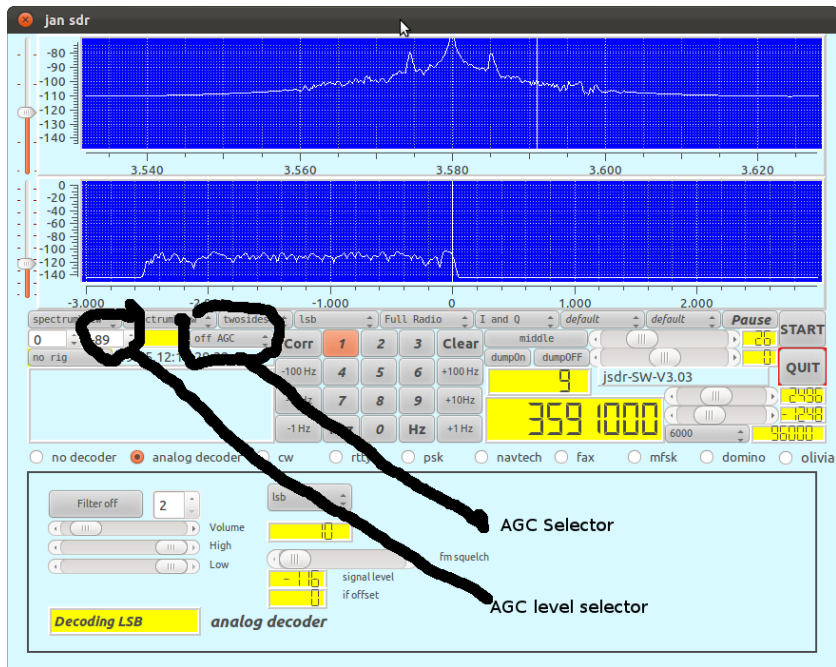 jan sdr
-80
-90
-100
-110
-120
-130
-140
3.540 3.560 3.580 3.600 3.620
0
-20
-40
-60
-80
-100
-120
-140
-3.000 -1.000 0 1.000 2.000
twosides lsb Full Radio I and Q default default Pause START
0 -89 off AGC Corr 1 2 3 Clear middle 26
no rig -100 Hz 4 5 6 +100 Hz dumpOn dumpOFF 0 QUIT
7 8 9 +10Hz 9 jsdr-SW-V3.03 2496
-1 Hz 0 Hz +1 Hz 3591000 -1248
6000 96000
no decoder analog decoder cw rtty psk navtech fax mfsk domino olivia
Filter off 2 lsb
Volume 10
High
Low fm squelch
-116 signal level
0 if offset
Decoding LSB analog decoder
AGC Selector
AGC level selector